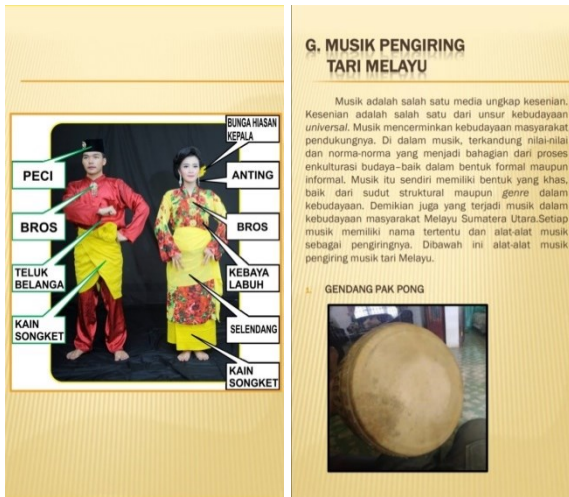 BUNGA HIASAN
KEPALA
PECI
ANTING
BROS
BROS
TELUK
BELANGA
KEBAYA
LABUH
KAIN
SONGKET
SELENDANG
KAIN
SONGKET
G. MUSIK PENGIRING
TARI MELAYU
Musik adalah salah satu media ungkap kesenian.
Kesenian adalah salah satu dari unsur kebudayaan
universal. Musik mencerminkan kebudayaan masyarakat
pendukungnya. Di dalam musik, terkandung nilai-nilai
dan norma-norma yang menjadi bahagian dari proses
enkulturasi budaya–baik dalam bentuk formal maupun
informal. Musik itu sendiri memiliki bentuk yang khas,
baik dari sudut struktural maupun genre dalam
kebudayaan. Demikian juga yang terjadi musik dalam
kebudayaan masyarakat Melayu Sumatera Utara.Setiap
musik memiliki nama tertentu dan alat-alat musik
sebagai pengiringnya. Dibawah ini alat-alat musik
pengiring musik tari Melayu.
1. GENDANG PAK PONG